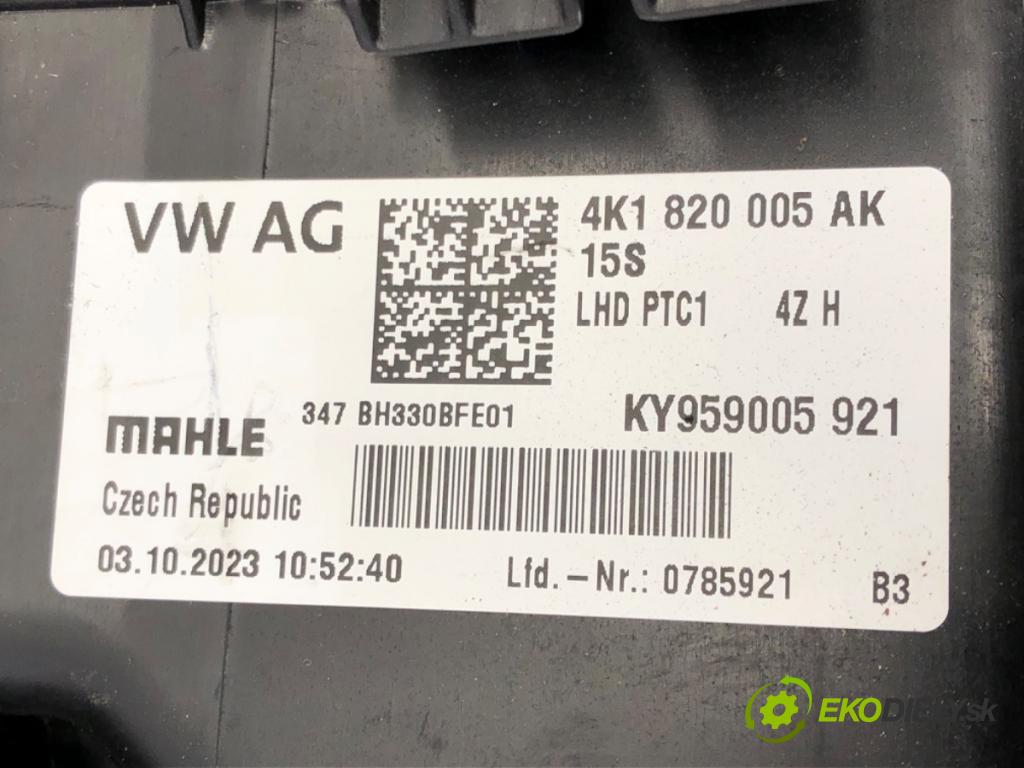 VW AG
4K1 820 005 AK
15S
LHD PTC1 4Z H
347 BH330BFE01
KY959005 921
MAHLE
Czech Republic
03.10.2023 10:52:40
Lfd.-Nr.: 0785921
B3
EKODIELY.sk